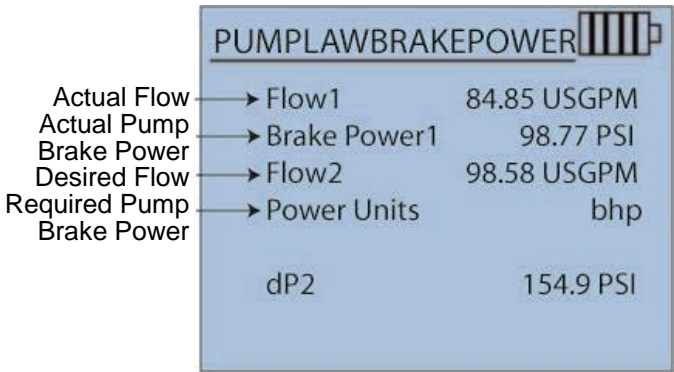 PUMPLAWBRAKEPOWER
Actual Flow
Flow1 84.85 USGPM
Actual Pump
Brake Power
Brake Power1 98.77 PSI
Desired Flow
Flow2 98.58 USGPM
Required Pump
Brake Power
Power Units bhp
dP2 154.9 PSI